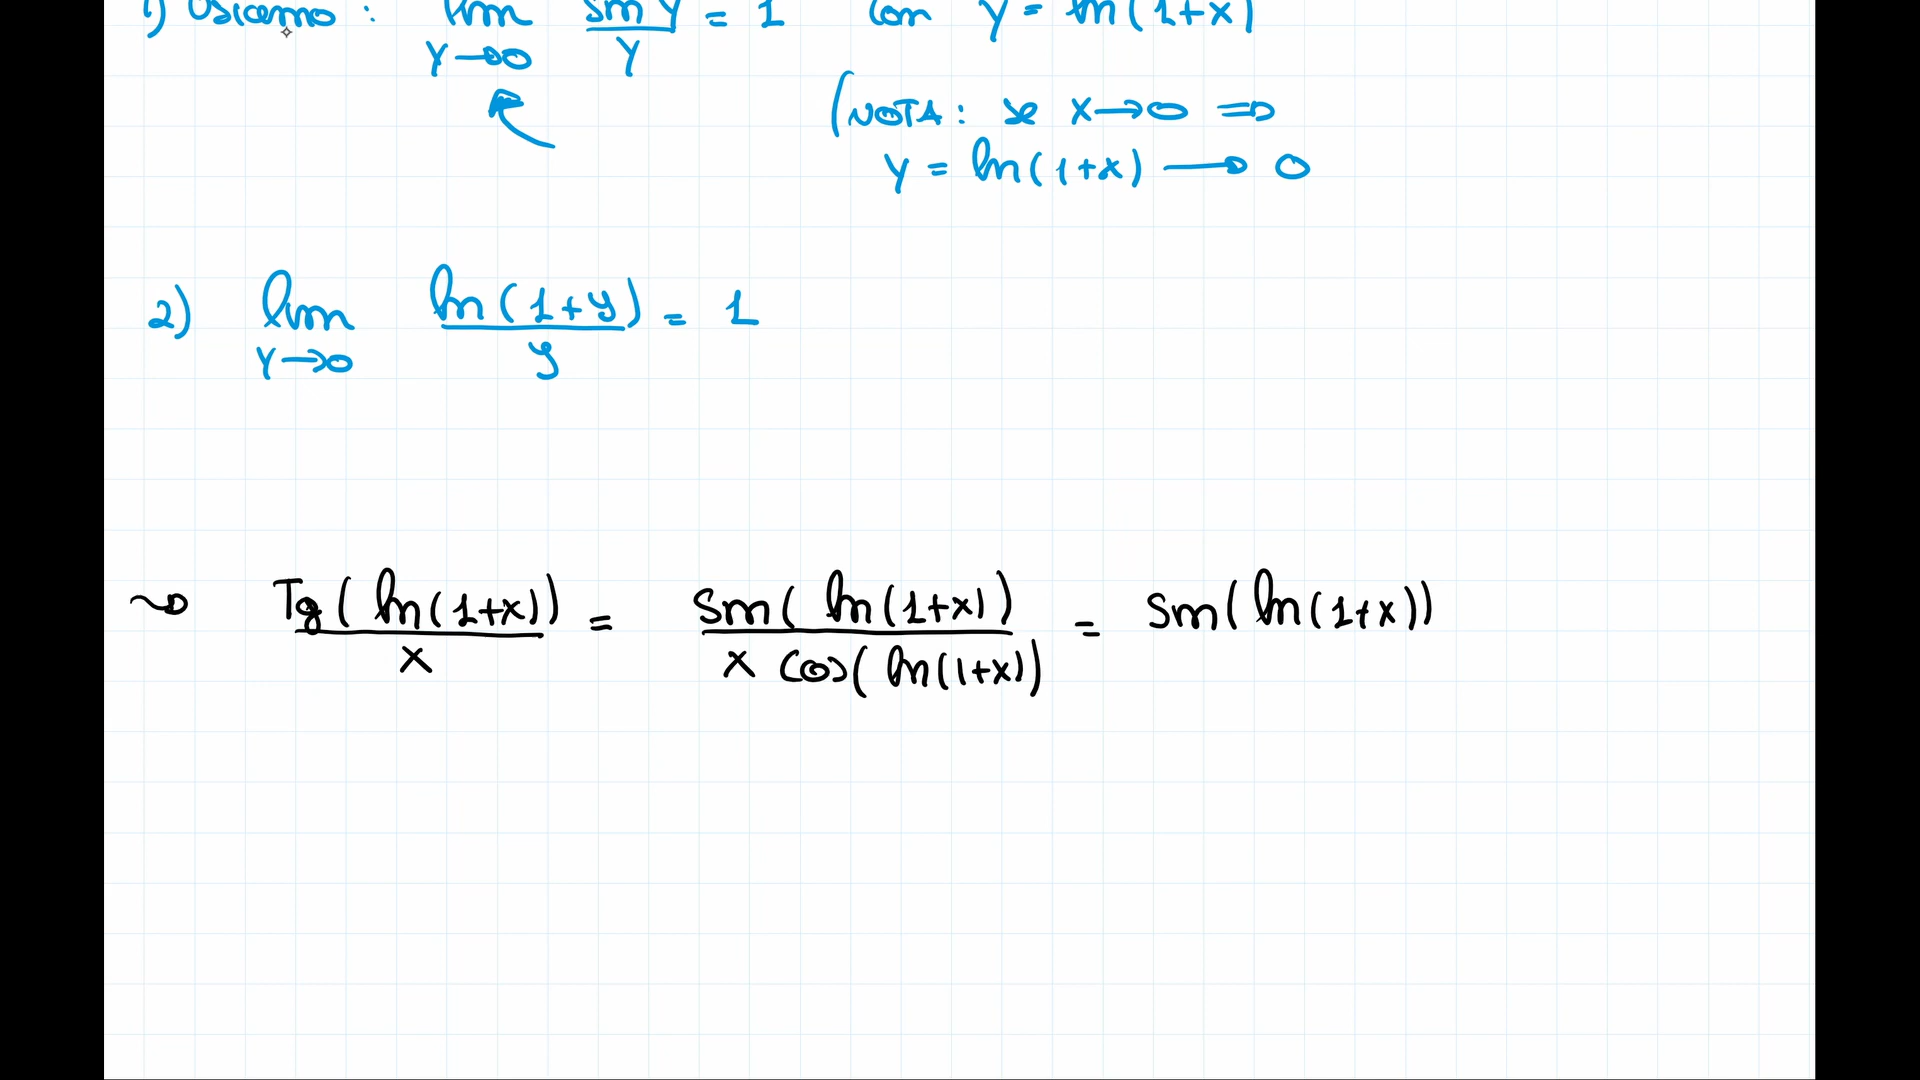 1) Usiamo : lim sin y / y = 1 con y = ln(1+x)
y→0
(NOTA: se x→0 ⇒
y = ln(1+x) → 0
2) lim ln(1+y) / y = 1
y→0
⇝ Tg(ln(1+x)) / x = Sin(ln(1+x)) / x cos(ln(1+x)) = Sin(ln(1+x))